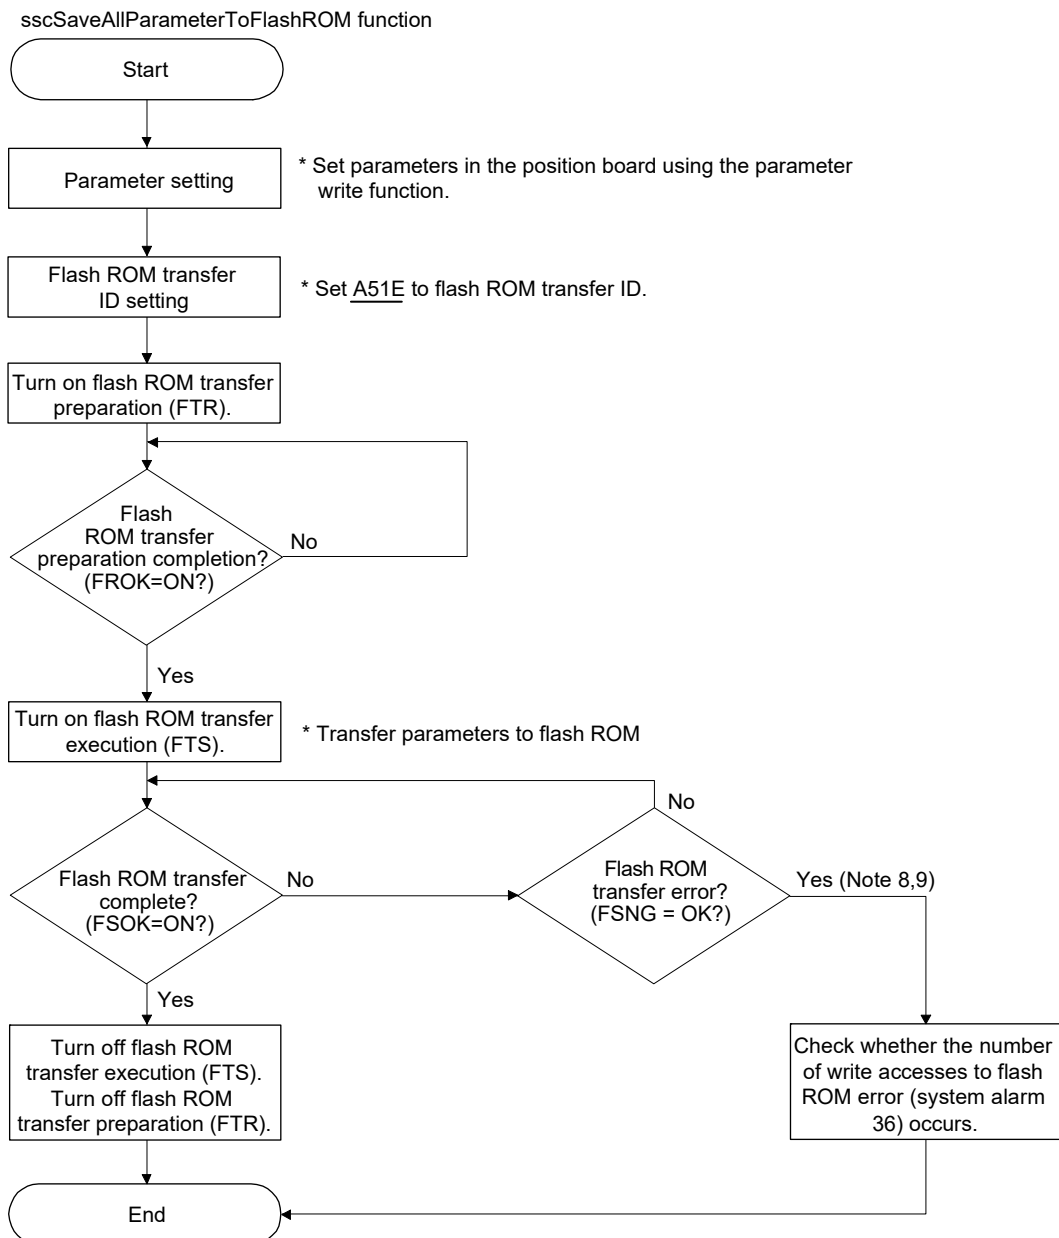 sscSaveAllParameterToFlashROM function
Start
Parameter setting
* Set parameters in the position board using the parameter
write function.
Flash ROM transfer
ID setting
* Set A51E to flash ROM transfer ID.
Turn on flash ROM transfer
preparation (FTR).
Flash
ROM transfer
preparation completion?
(FROK=ON?)
No
Yes
Turn on flash ROM transfer
execution (FTS).
* Transfer parameters to flash ROM
Flash ROM transfer
complete?
(FSOK=ON?)
No
No
Flash ROM
transfer error?
(FSNG = OK?)
Yes (Note 8,9)
Yes
Turn off flash ROM
transfer execution (FTS).
Turn off flash ROM
transfer preparation (FTR).
Check whether the number
of write accesses to flash
ROM error (system alarm
36) occurs.
End